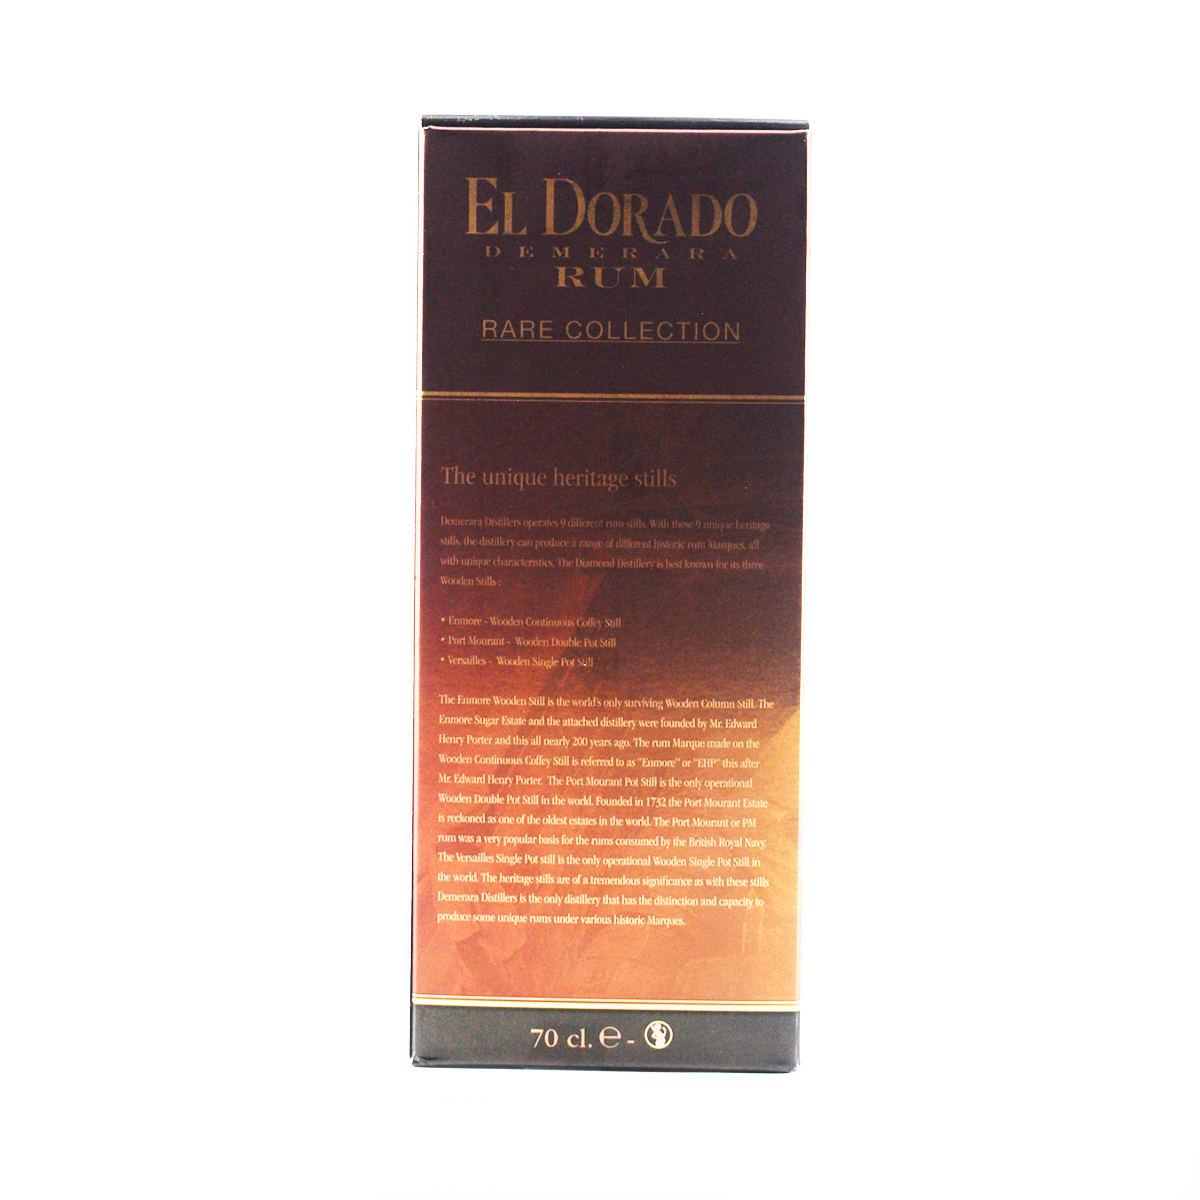 EL DORADO
DEMERARA
RUM
RARE COLLECTION
The unique heritage stills
Demerara Distillers operates 9 different rum stills. With these 9 unique heritage
stills, the distillery can produce a range of different historic rum Marques, all
with unique characteristics. The Diamond Distillery is best known for its three
Wooden Stills :
• Enmore - Wooden Continuous Coffey Still
• Port Mourant - Wooden Double Pot Still
• Versailles - Wooden Single Pot Still
The Enmore Wooden Still is the world's only surviving Wooden Column Still. The
Enmore Sugar Estate and the attached distillery were founded by Mr. Edward
Henry Porter and this all nearly 200 years ago. The rum Marque made on the
Wooden Continuous Coffey Still is referred to as "Enmore" or "EHP" this after
Mr. Edward Henry Porter. The Port Mourant Pot Still is the only operational
Wooden Double Pot Still in the world. Founded in 1732 the Port Mourant Estate
is reckoned as one of the oldest estates in the world. The Port Mourant or PM
rum was a very popular basis for the rums consumed by the British Royal Navy.
The Versailles Single Pot still is the only operational Wooden Single Pot Still in
the world. The heritage stills are of a tremendous significance as with these stills
Demerara Distillers is the only distillery that has the distinction and capacity to
produce some unique rums under various historic Marques.
70 cl. ℮ -